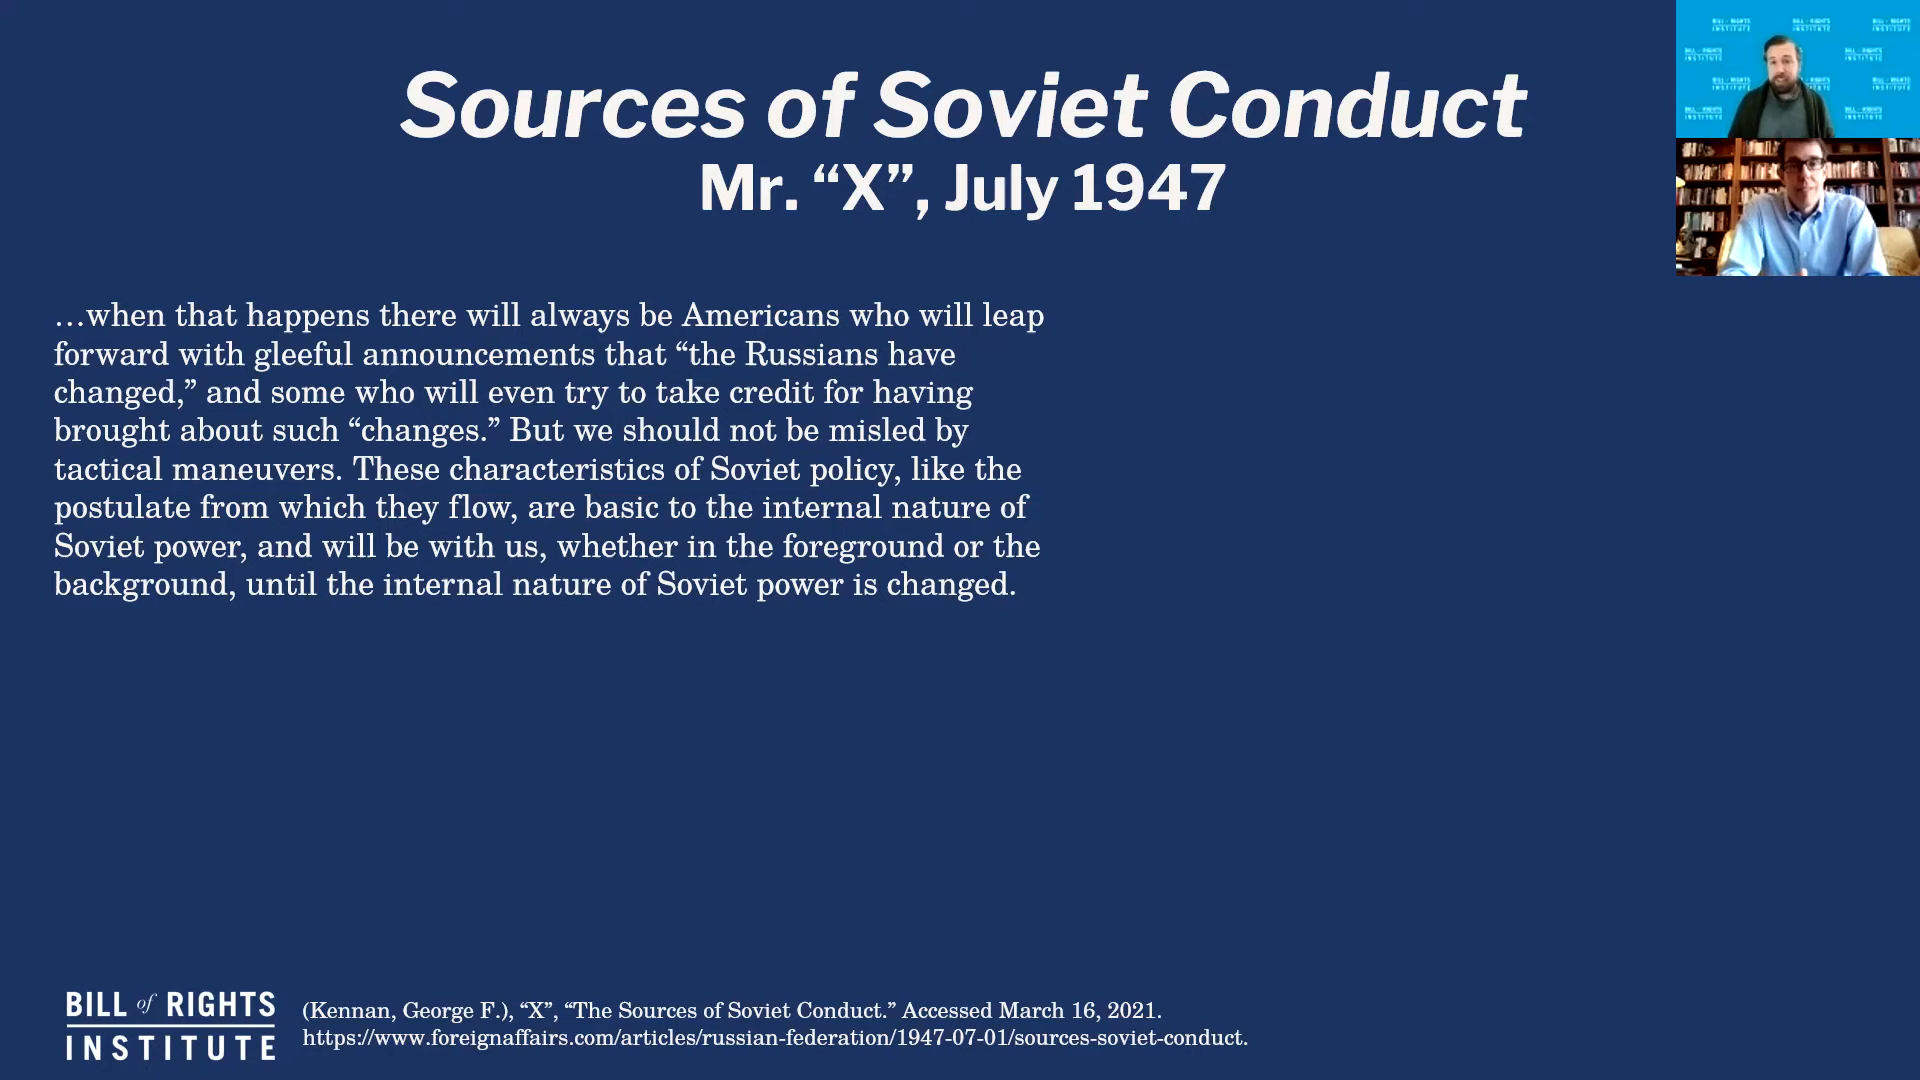 Sources of Soviet Conduct
Mr. “X”, July 1947
…when that happens there will always be Americans who will leap
forward with gleeful announcements that “the Russians have
changed,” and some who will even try to take credit for having
brought about such “changes.” But we should not be misled by
tactical maneuvers. These characteristics of Soviet policy, like the
postulate from which they flow, are basic to the internal nature of
Soviet power, and will be with us, whether in the foreground or the
background, until the internal nature of Soviet power is changed.
BILL of RIGHTS
INSTITUTE
(Kennan, George F.), “X”, “The Sources of Soviet Conduct.” Accessed March 16, 2021.
https://www.foreignaffairs.com/articles/russian-federation/1947-07-01/sources-soviet-conduct.
BILL of RIGHTS
INSTITUTE